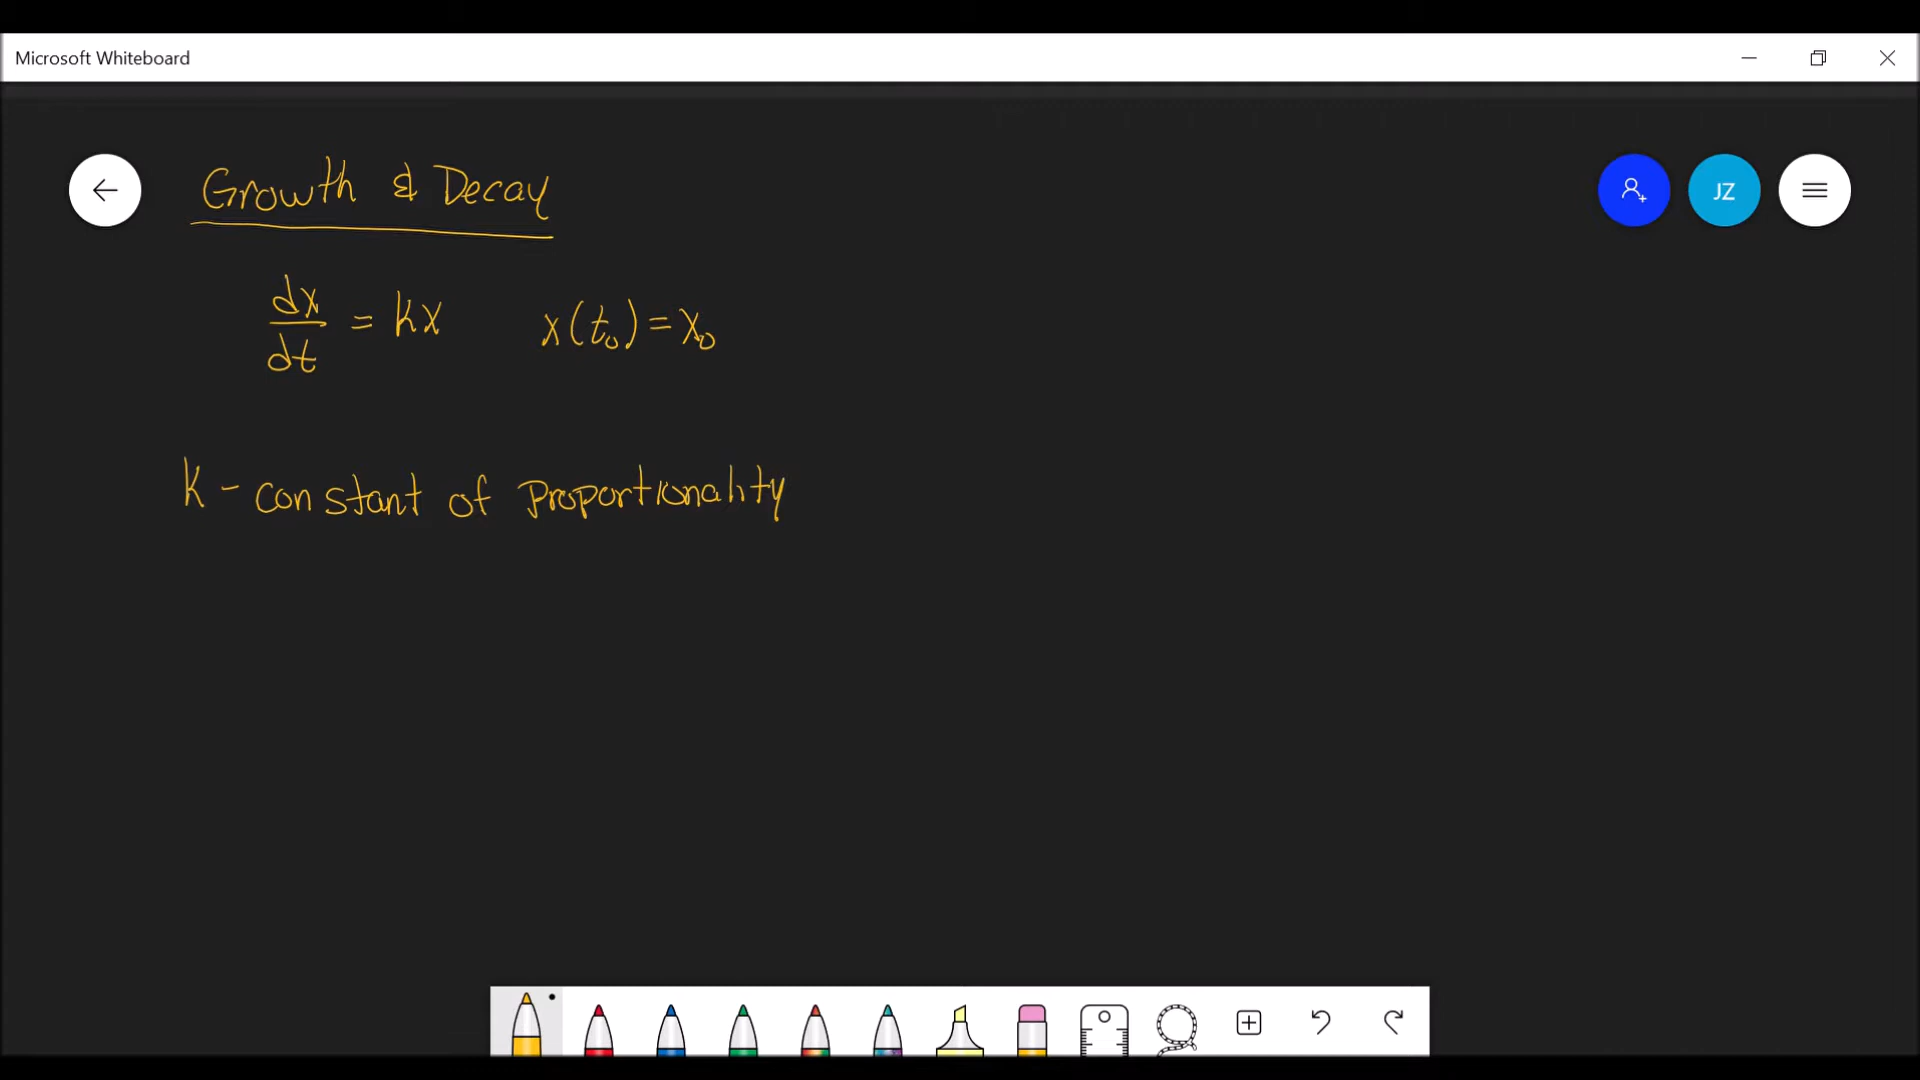 Microsoft Whiteboard
Growth & Decay
JZ
dx/dt = kx x(t₀) = x₀
K - constant of proportionality